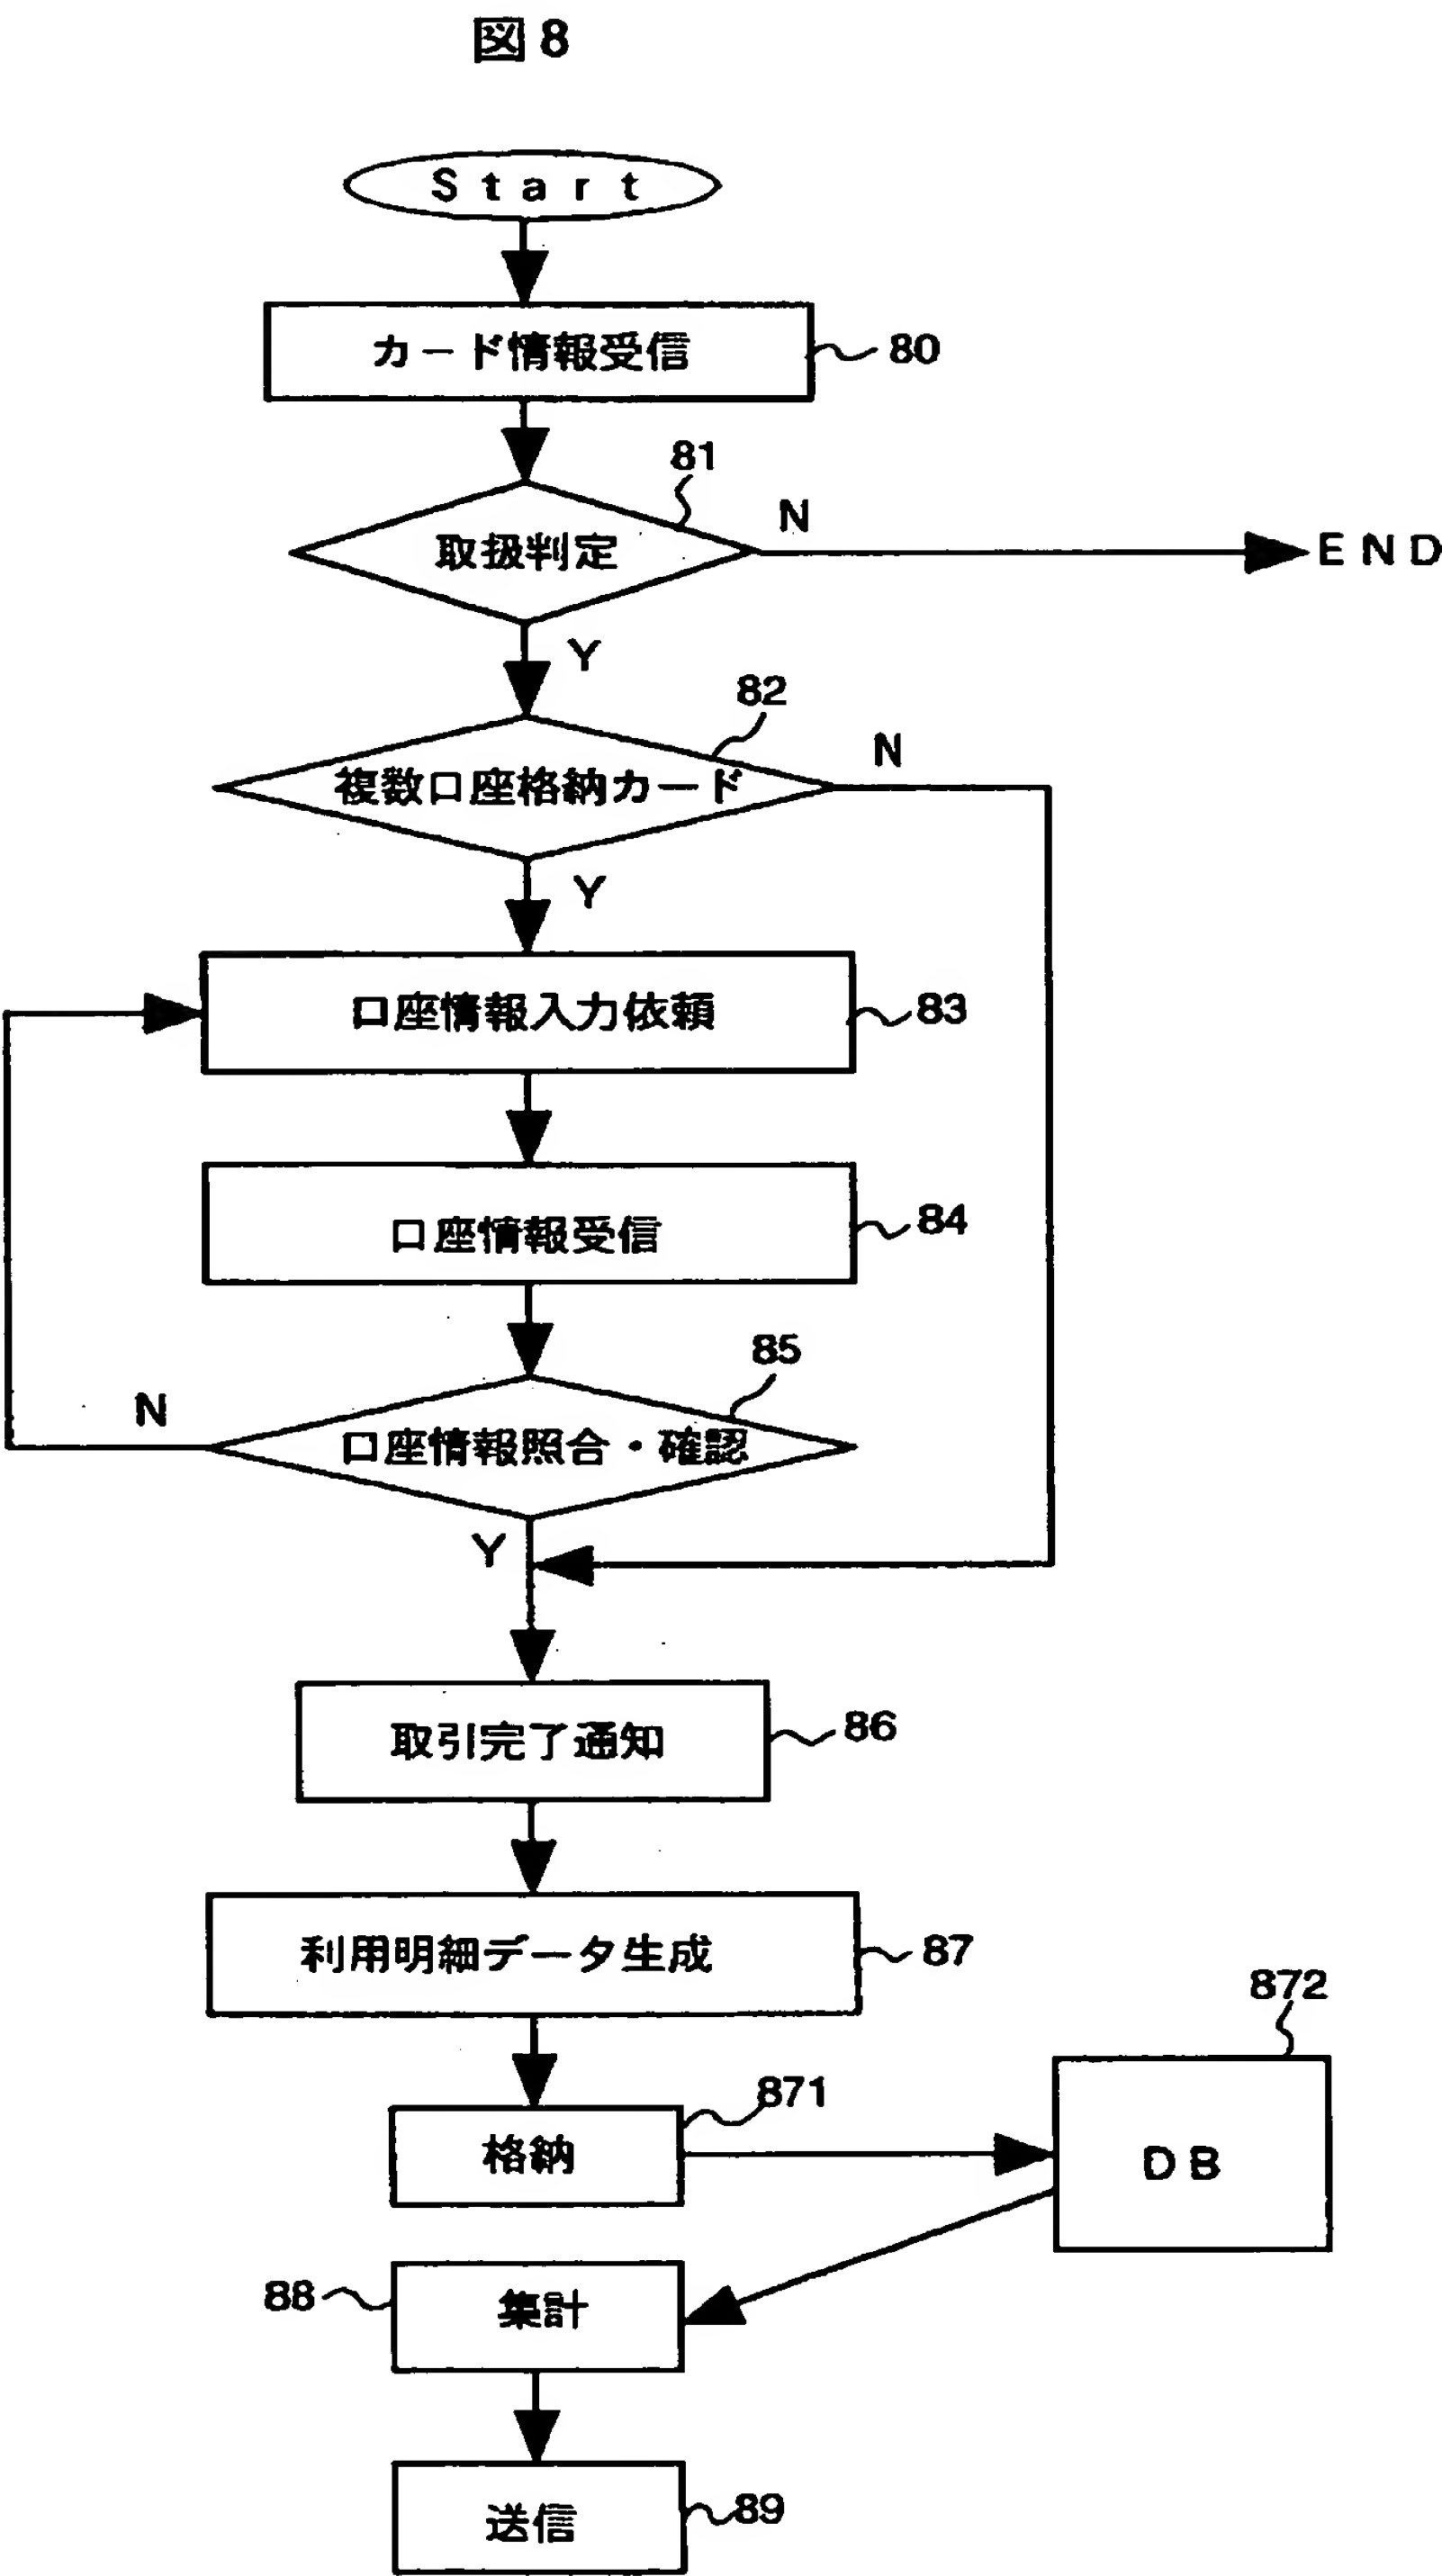 図8
Start
カード情報受信
80
81
取扱判定
N
END
Y
82
複数口座格納カード
N
Y
口座情報入力依頼
83
口座情報受信
84
85
N
口座情報照合・確認
Y
取引完了通知
86
利用明細データ生成
87
872
871
格納
DB
88
集計
送信
89